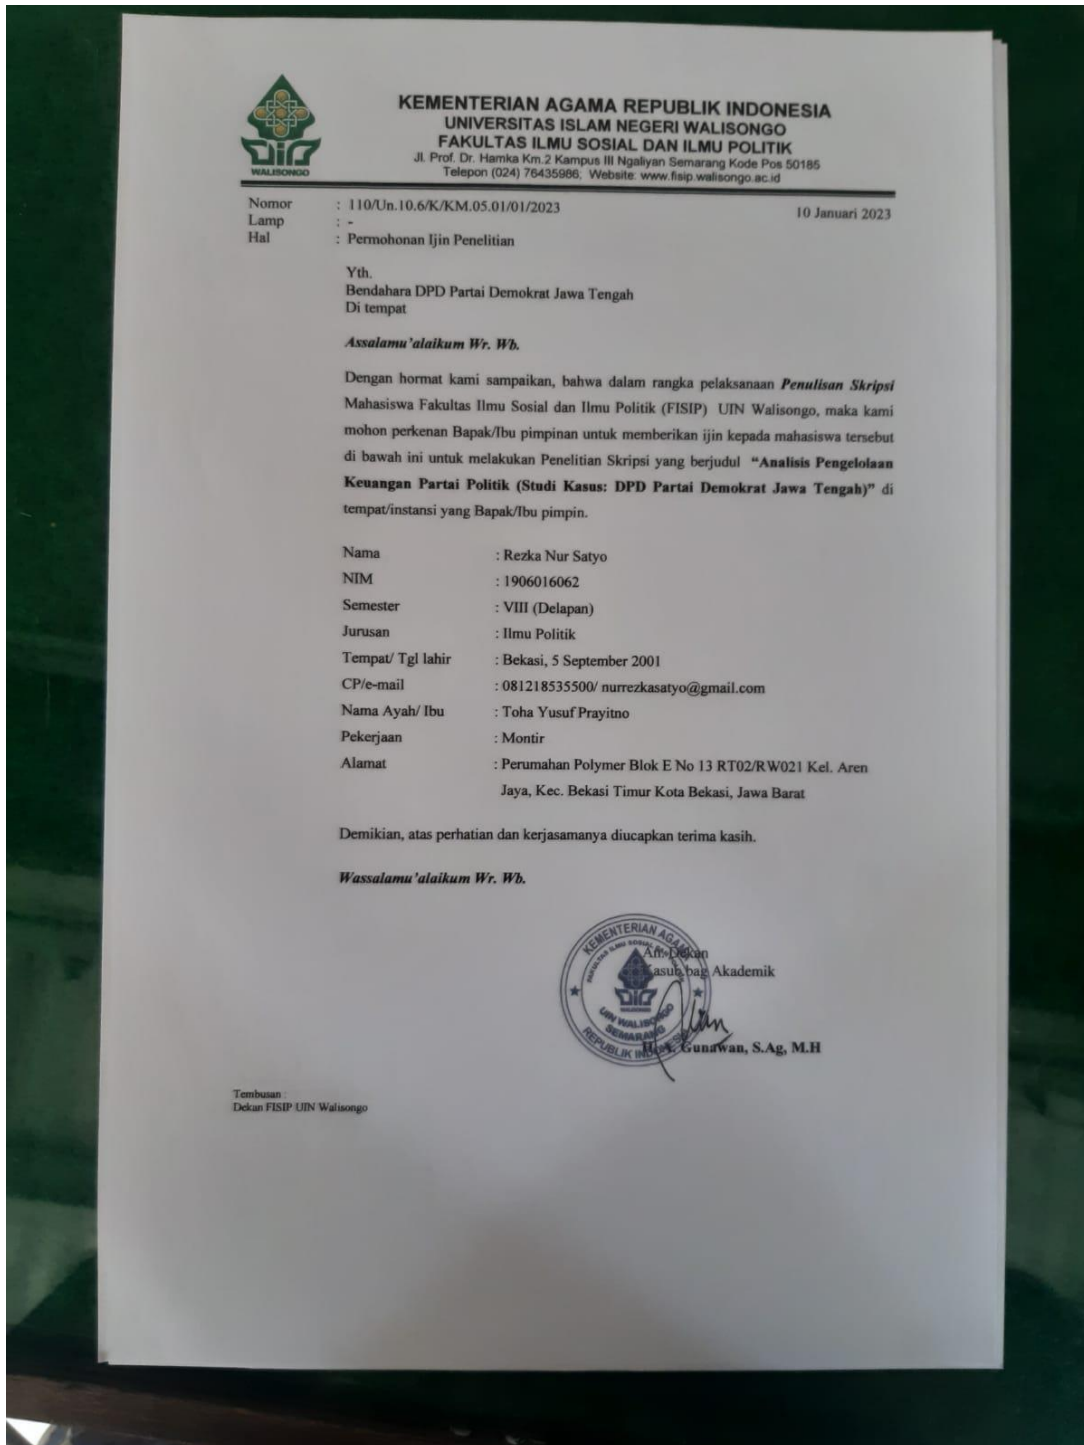 KEMENTERIAN AGAMA REPUBLIK INDONESIA
UNIVERSITAS ISLAM NEGERI WALISONGO
FAKULTAS ILMU SOSIAL DAN ILMU POLITIK
Jl. Prof. Dr. Hamka Km.2 Kampus III Ngaliyan Semarang Kode Pos 50185
Telepon (024) 76435986; Website: www.fisip.walisongo.ac.id
WALISONGO
Nomor : 110/Un.10.6/K/KM.05.01/01/2023 10 Januari 2023
Lamp : -
Hal : Permohonan Ijin Penelitian
Yth.
Bendahara DPD Partai Demokrat Jawa Tengah
Di tempat
Assalamu'alaikum Wr. Wb.
Dengan hormat kami sampaikan, bahwa dalam rangka pelaksanaan Penulisan Skripsi
Mahasiswa Fakultas Ilmu Sosial dan Ilmu Politik (FISIP) UIN Walisongo, maka kami
mohon perkenan Bapak/Ibu pimpinan untuk memberikan ijin kepada mahasiswa tersebut
di bawah ini untuk melakukan Penelitian Skripsi yang berjudul "Analisis Pengelolaan
Keuangan Partai Politik (Studi Kasus: DPD Partai Demokrat Jawa Tengah)" di
tempat/instansi yang Bapak/Ibu pimpin.
Nama : Rezka Nur Satyo
NIM : 1906016062
Semester : VIII (Delapan)
Jurusan : Ilmu Politik
Tempat/ Tgl lahir : Bekasi, 5 September 2001
CP/e-mail : 081218535500/ nurrezkasatyo@gmail.com
Nama Ayah/ Ibu : Toha Yusuf Prayitno
Pekerjaan : Montir
Alamat : Perumahan Polymer Blok E No 13 RT02/RW021 Kel. Aren
Jaya, Kec. Bekasi Timur Kota Bekasi, Jawa Barat
Demikian, atas perhatian dan kerjasamanya diucapkan terima kasih.
Wassalamu'alaikum Wr. Wb.
An. Dekan
Kasub.bag Akademik
KEMENTERIAN AGAMA
UIN WALISONGO
SEMARANG
REPUBLIK INDONESIA
Gunawan, S.Ag, M.H
Tembusan :
Dekan FISIP UIN Walisongo